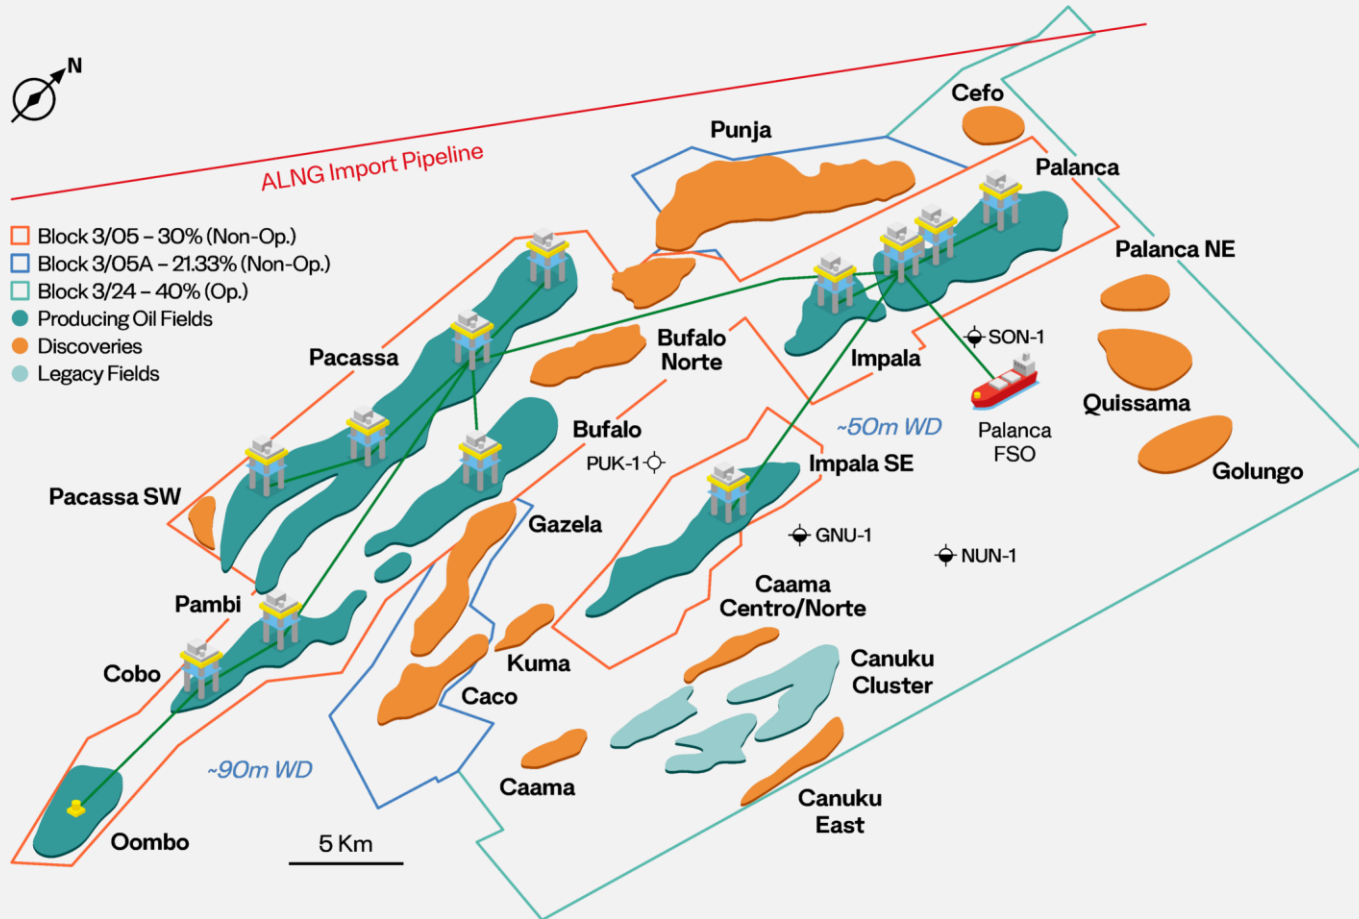 N
Cefo
Punja
ALNG Import Pipeline
Palanca
Block 3/05 – 30% (Non-Op.)
Block 3/05A – 21.33% (Non-Op.)
Block 3/24 – 40% (Op.)
Producing Oil Fields
Discoveries
Legacy Fields
Palanca NE
Pacassa
Bufalo
Norte
Impala
SON-1
Quissama
Palanca
FSO
~50m WD
Bufalo
PUK-1
Impala SE
Golungo
Pacassa SW
Gazela
GNU-1
NUN-1
Caama
Centro/Norte
Pambi
Cobo
Kuma
Caco
Canuku
Cluster
~90m WD
Caama
Canuku
East
Oombo
5 Km